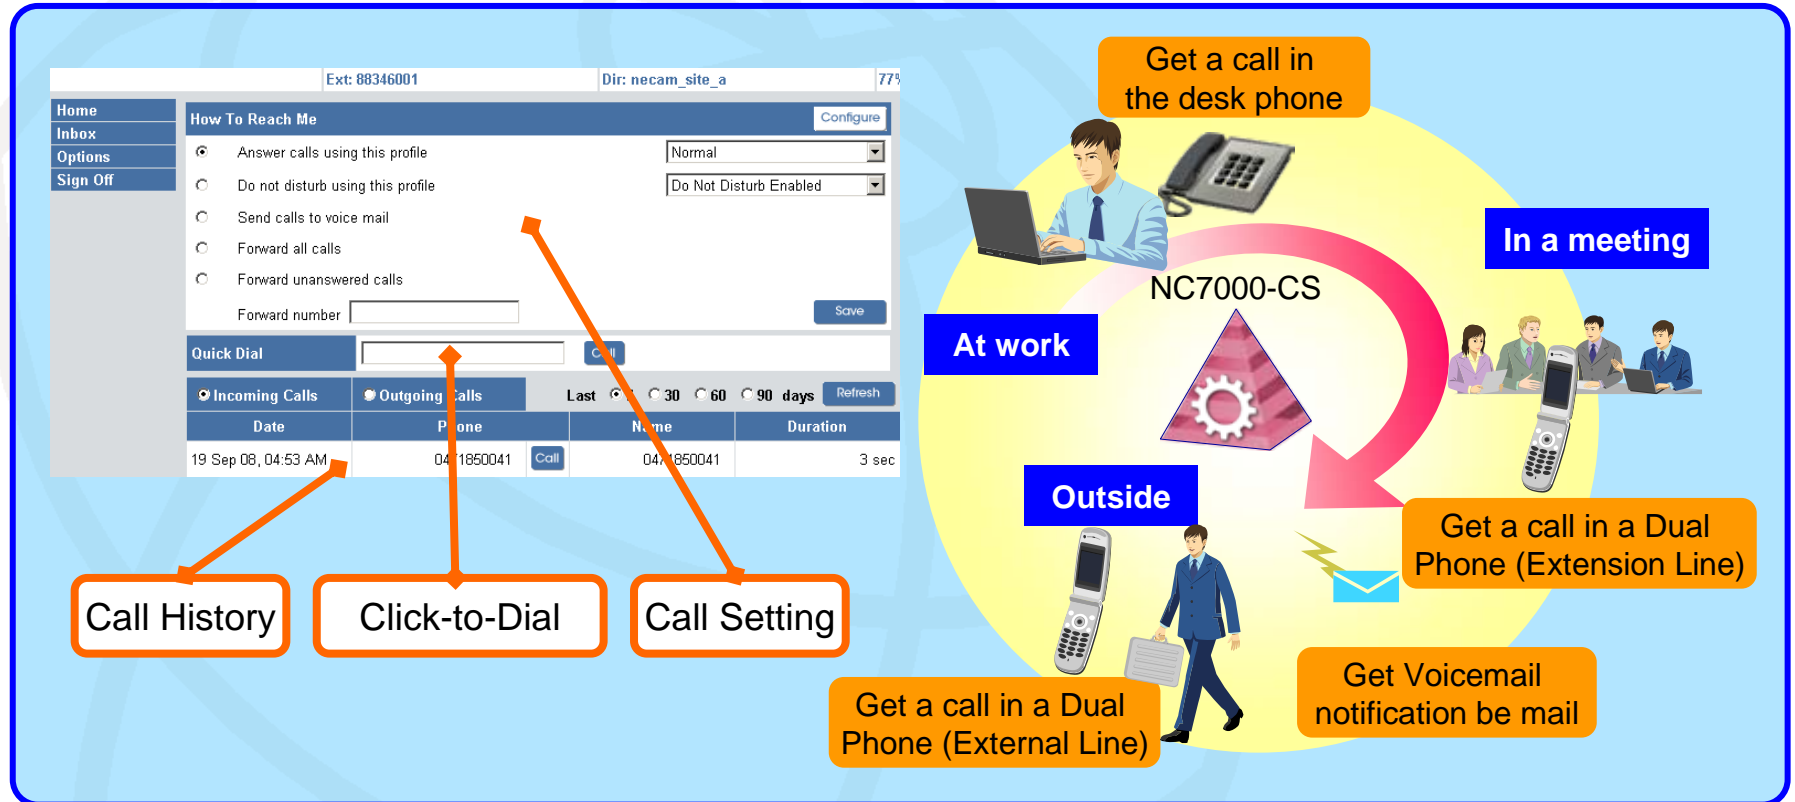 Ext: 88346001
Dir: necam_site_a
Home
Inbox
Options
Sign Off
How To Reach Me
Configure
Answer calls using this profile
Normal
Do not disturb using this profile
Do Not Disturb Enabled
Send calls to voice mail
Forward all calls
Forward unanswered calls
Forward number
Save
Quick Dial
Incoming Calls
Outgoing Calls
Last 30 60 90 days
Refresh
Date
Phone
Name
Duration
19 Sep 08, 04:53 AM
0471850041
Call
0471850041
3 sec
Call History
Click-to-Dial
Call Setting
Get a call in
the desk phone
In a meeting
NC7000-CS
At work
Outside
Get a call in a Dual
Phone (Extension Line)
Get Voicemail
notification be mail
Get a call in a Dual
Phone (External Line)